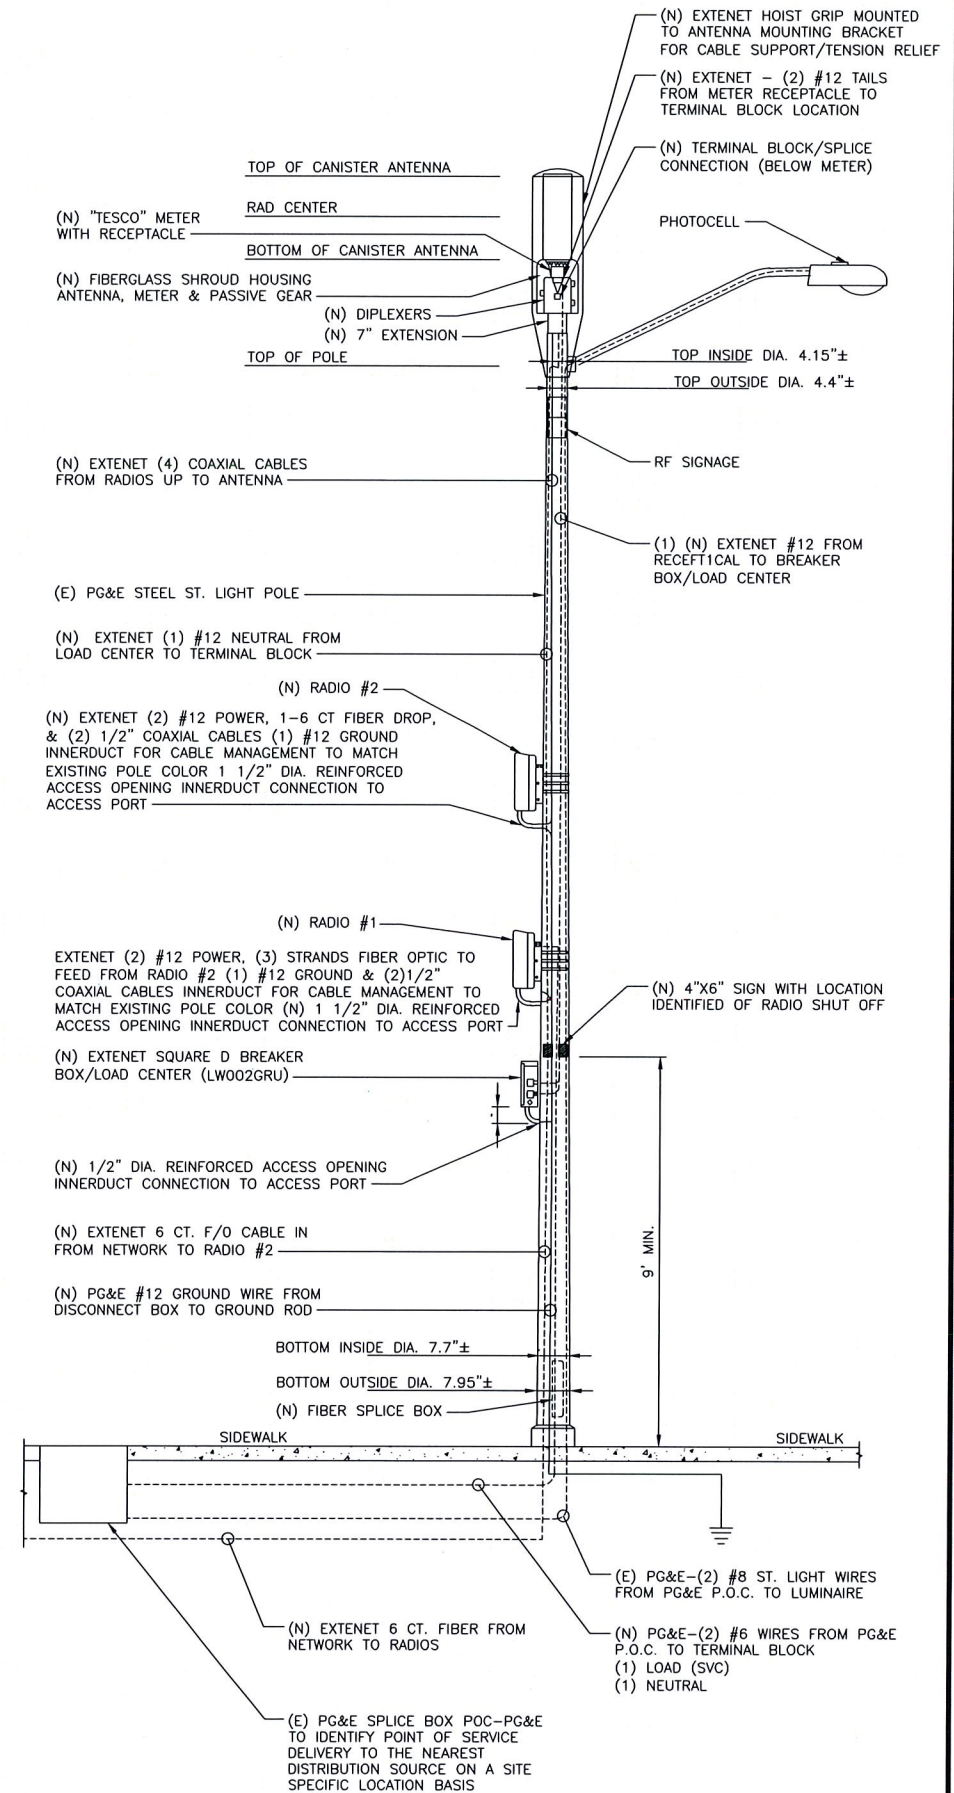 (N) EXTENET HOIST GRIP MOUNTED
TO ANTENNA MOUNTING BRACKET
FOR CABLE SUPPORT/TENSION RELIEF
(N) EXTENET – (2) #12 TAILS
FROM METER RECEPTACLE TO
TERMINAL BLOCK LOCATION
(N) TERMINAL BLOCK/SPLICE
CONNECTION (BELOW METER)
TOP OF CANISTER ANTENNA
RAD CENTER
(N) "TESCO" METER
WITH RECEPTACLE
PHOTOCELL
BOTTOM OF CANISTER ANTENNA
(N) FIBERGLASS SHROUD HOUSING
ANTENNA, METER & PASSIVE GEAR
(N) DIPLEXERS
(N) 7" EXTENSION
TOP OF POLE
TOP INSIDE DIA. 4.15"±
TOP OUTSIDE DIA. 4.4"±
RF SIGNAGE
(N) EXTENET (4) COAXIAL CABLES
FROM RADIOS UP TO ANTENNA
(1) (N) EXTENET #12 FROM
RECEFT1CAL TO BREAKER
BOX/LOAD CENTER
(E) PG&E STEEL ST. LIGHT POLE
(N) EXTENET (1) #12 NEUTRAL FROM
LOAD CENTER TO TERMINAL BLOCK
(N) RADIO #2
(N) EXTENET (2) #12 POWER, 1–6 CT FIBER DROP,
& (2) 1/2" COAXIAL CABLES (1) #12 GROUND
INNERDUCT FOR CABLE MANAGEMENT TO MATCH
EXISTING POLE COLOR 1 1/2" DIA. REINFORCED
ACCESS OPENING INNERDUCT CONNECTION TO
ACCESS PORT
(N) RADIO #1
EXTENET (2) #12 POWER, (3) STRANDS FIBER OPTIC TO
FEED FROM RADIO #2 (1) #12 GROUND & (2)1/2"
COAXIAL CABLES INNERDUCT FOR CABLE MANAGEMENT TO
MATCH EXISTING POLE COLOR (N) 1 1/2" DIA. REINFORCED
ACCESS OPENING INNERDUCT CONNECTION TO ACCESS PORT
(N) 4"X6" SIGN WITH LOCATION
IDENTIFIED OF RADIO SHUT OFF
(N) EXTENET SQUARE D BREAKER
BOX/LOAD CENTER (LW002GRU)
(N) 1/2" DIA. REINFORCED ACCESS OPENING
INNERDUCT CONNECTION TO ACCESS PORT
(N) EXTENET 6 CT. F/O CABLE IN
FROM NETWORK TO RADIO #2
9' MIN.
(N) PG&E #12 GROUND WIRE FROM
DISCONNECT BOX TO GROUND ROD
BOTTOM INSIDE DIA. 7.7"±
BOTTOM OUTSIDE DIA. 7.95"±
(N) FIBER SPLICE BOX
SIDEWALK
SIDEWALK
(E) PG&E–(2) #8 ST. LIGHT WIRES
FROM PG&E P.O.C. TO LUMINAIRE
(N) EXTENET 6 CT. FIBER FROM
NETWORK TO RADIOS
(N) PG&E–(2) #6 WIRES FROM PG&E
P.O.C. TO TERMINAL BLOCK
(1) LOAD (SVC)
(1) NEUTRAL
(E) PG&E SPLICE BOX POC–PG&E
TO IDENTIFY POINT OF SERVICE
DELIVERY TO THE NEAREST
DISTRIBUTION SOURCE ON A SITE
SPECIFIC LOCATION BASIS